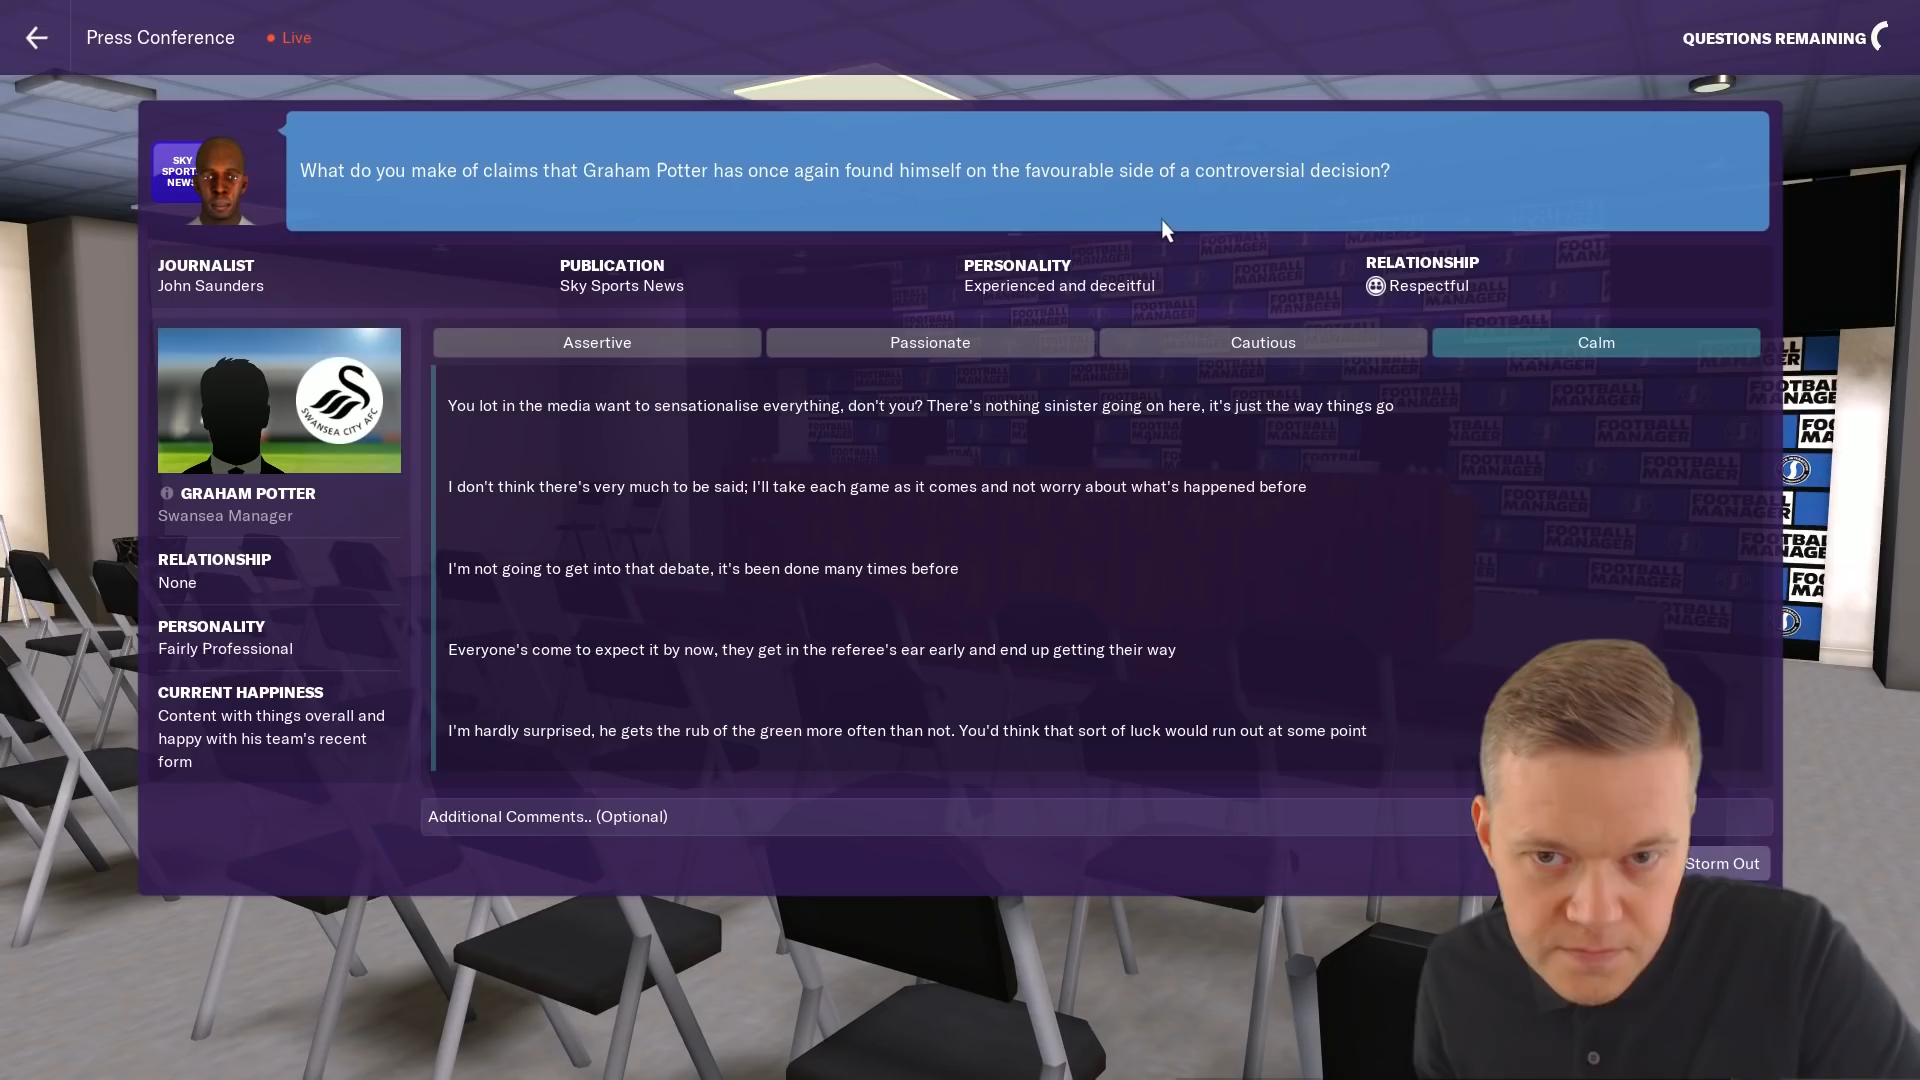 Press Conference
Live
QUESTIONS REMAINING
SKY
SPORT
NEWS
What do you make of claims that Graham Potter has once again found himself on the favourable side of a controversial decision?
JOURNALIST
John Saunders
PUBLICATION
Sky Sports News
PERSONALITY
Experienced and deceitful
RELATIONSHIP
Respectful
Assertive
Passionate
Cautious
Calm
SWANSEA CITY AFC
GRAHAM POTTER
Swansea Manager
RELATIONSHIP
None
PERSONALITY
Fairly Professional
CURRENT HAPPINESS
Content with things overall and
happy with his team's recent
form
You lot in the media want to sensationalise everything, don't you? There's nothing sinister going on here, it's just the way things go
I don't think there's very much to be said; I'll take each game as it comes and not worry about what's happened before
I'm not going to get into that debate, it's been done many times before
Everyone's come to expect it by now, they get in the referee's ear early and end up getting their way
I'm hardly surprised, he gets the rub of the green more often than not. You'd think that sort of luck would run out at some point
Additional Comments.. (Optional)
Storm Out
FOOTBALL
MANAGER